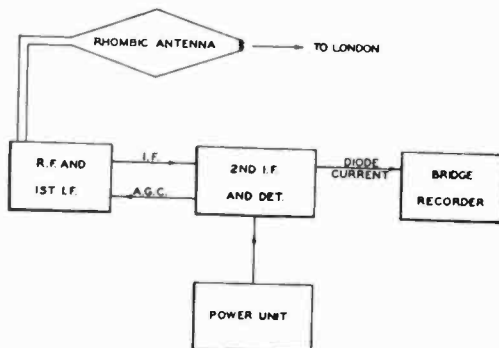 RHOMBIC ANTENNA
TO LONDON
R.F. AND
1ST I.F.
I.F.
A.G.C.
2ND I.F.
AND DET.
DIODE
CURRENT
BRIDGE
RECORDER
POWER UNIT